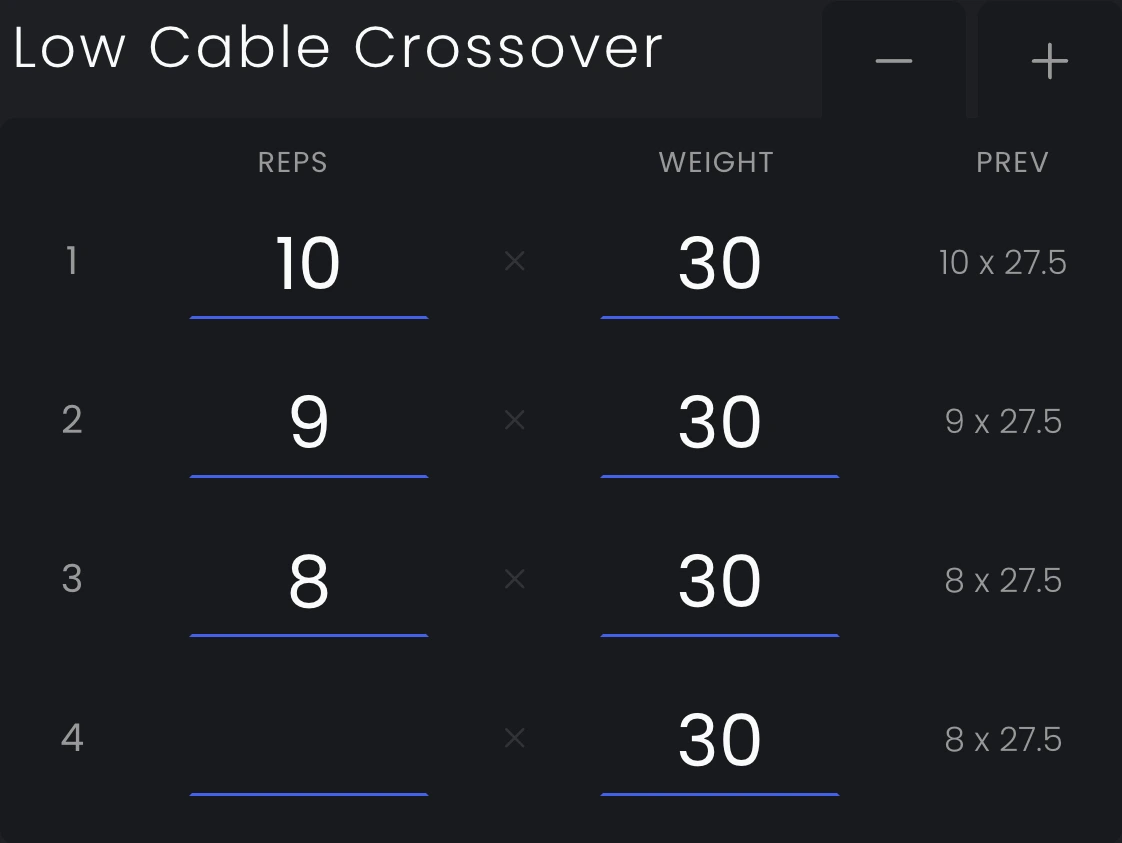 Low Cable Crossover − +
REPS WEIGHT PREV
1 10 × 30 10 x 27.5
2 9 × 30 9 x 27.5
3 8 × 30 8 x 27.5
4 × 30 8 x 27.5